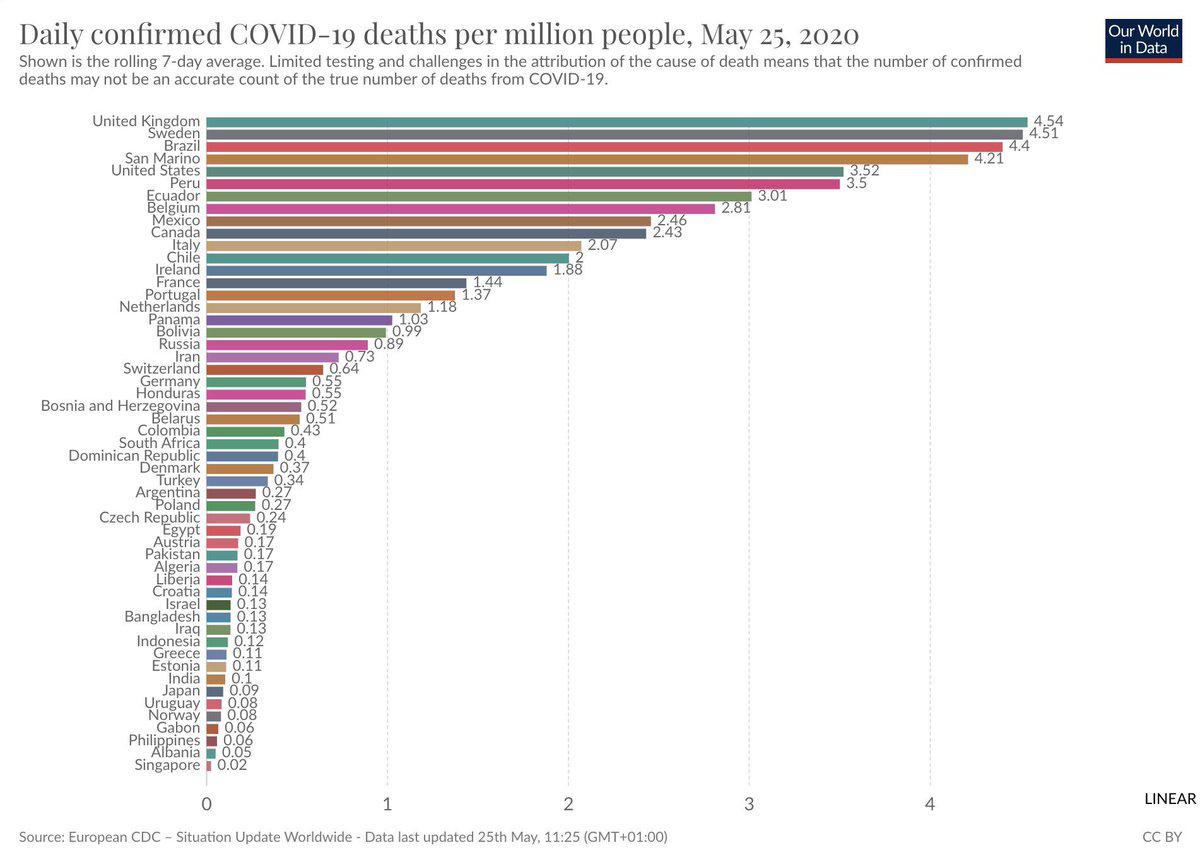 Daily confirmed COVID-19 deaths per million people, May 25, 2020
Our World
in Data
Shown is the rolling 7-day average. Limited testing and challenges in the attribution of the cause of death means that the number of confirmed
deaths may not be an accurate count of the true number of deaths from COVID-19.
United Kingdom 4.54
Sweden 4.51
Brazil 4.4
San Marino 4.21
United States 3.52
Peru 3.5
Ecuador 3.01
Belgium 2.81
Mexico 2.46
Canada 2.43
Italy 2.07
Chile 2
Ireland 1.88
France 1.44
Portugal 1.37
Netherlands 1.18
Panama 1.03
Bolivia 0.99
Russia 0.89
Iran 0.73
Switzerland 0.64
Germany 0.55
Honduras 0.55
Bosnia and Herzegovina 0.52
Belarus 0.51
Colombia 0.43
South Africa 0.4
Dominican Republic 0.4
Denmark 0.37
Turkey 0.34
Argentina 0.27
Poland 0.27
Czech Republic 0.24
Egypt 0.19
Austria 0.17
Pakistan 0.17
Algeria 0.17
Liberia 0.14
Croatia 0.14
Israel 0.13
Bangladesh 0.13
Iraq 0.13
Indonesia 0.12
Greece 0.11
Estonia 0.11
India 0.1
Japan 0.09
Uruguay 0.08
Norway 0.08
Gabon 0.06
Philippines 0.06
Albania 0.05
Singapore 0.02
0 1 2 3 4
LINEAR
Source: European CDC – Situation Update Worldwide - Data last updated 25th May, 11:25 (GMT+01:00)
CC BY